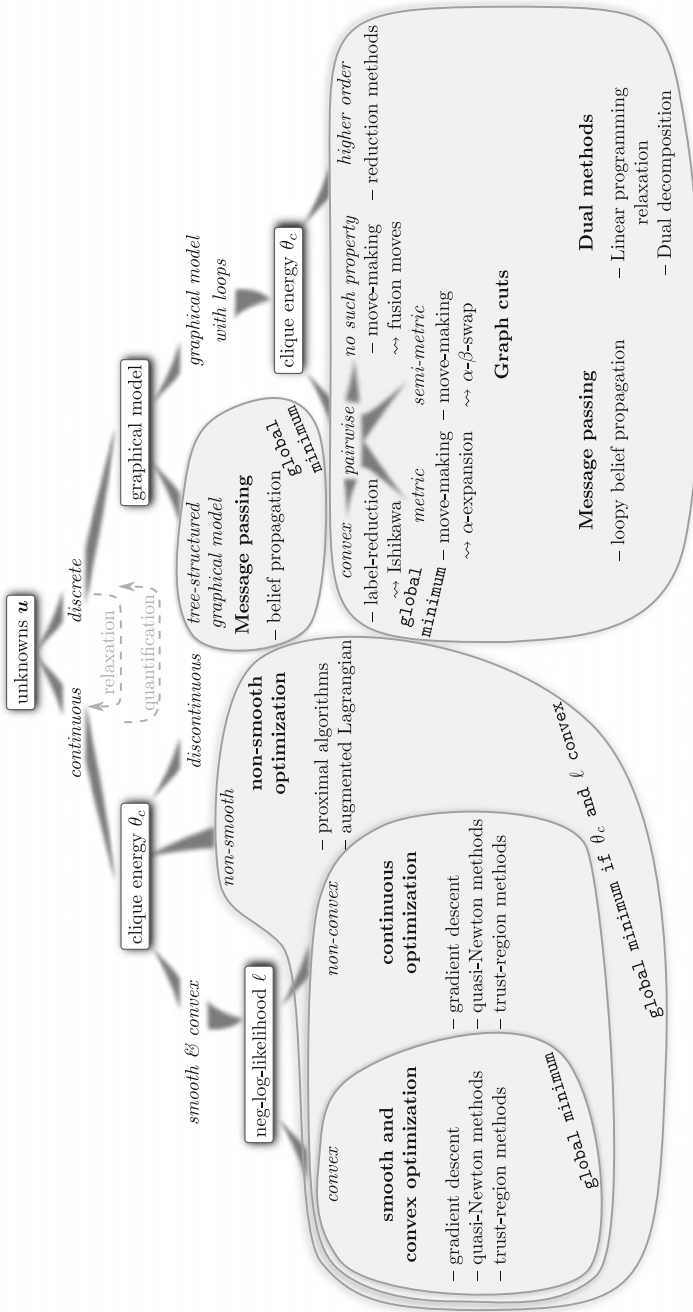 unknowns u
continuous
discrete
relaxation
quantification
clique energy θc
graphical model
smooth & convex
non-smooth
discontinuous
tree-structured
graphical model
graphical model
with loops
neg-log-likelihood ℓ
clique energy θc
convex
smooth and
convex optimization
– gradient descent
– quasi-Newton methods
– trust-region methods
global minimum
non-convex
continuous
optimization
– gradient descent
– quasi-Newton methods
– trust-region methods
non-smooth
optimization
– proximal algorithms
– augmented Lagrangian
global minimum if θc and ℓ convex
Message passing
– belief propagation
global
minimum
convex
pairwise
no such property
higher order
– label-reduction
⇝ Ishikawa
global
minimum
metric
– move-making
⇝ α-expansion
semi-metric
– move-making
⇝ α-β-swap
– move-making
⇝ fusion moves
– reduction methods
Graph cuts
Message passing
– loopy belief propagation
Dual methods
– Linear programming
relaxation
– Dual decomposition